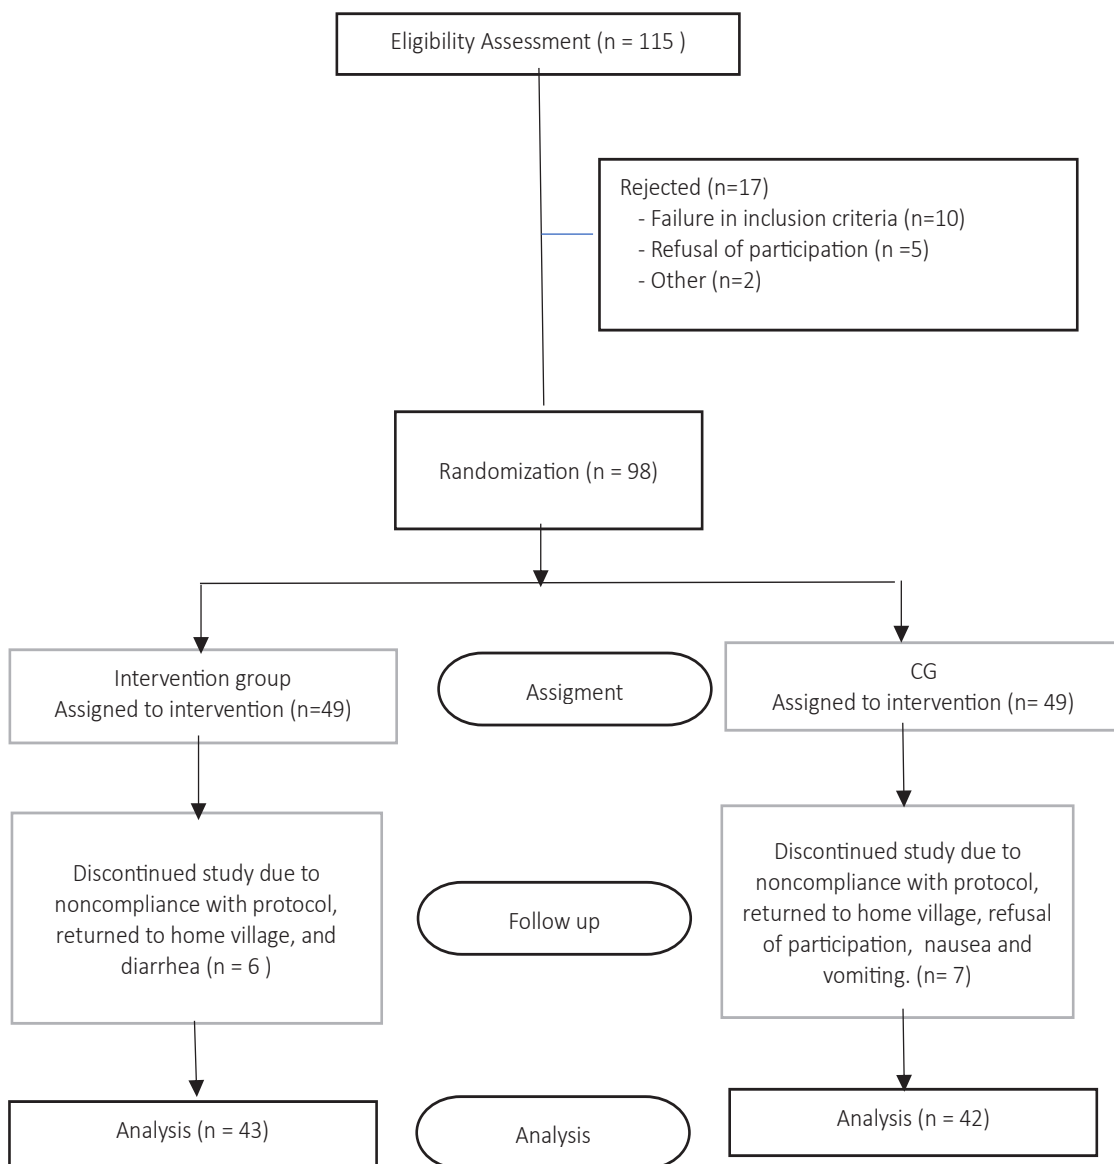 Eligibility Assessment (n = 115 )
Rejected (n=17)
- Failure in inclusion criteria (n=10)
- Refusal of participation (n =5)
- Other (n=2)
Randomization (n = 98)
Intervention group
Assigned to intervention (n=49)
Assigment
CG
Assigned to intervention (n= 49)
Discontinued study due to
noncompliance with protocol,
returned to home village, and
diarrhea (n = 6 )
Follow up
Discontinued study due to
noncompliance with protocol,
returned to home village, refusal
of participation, nausea and
vomiting. (n= 7)
Analysis (n = 43)
Analysis
Analysis (n = 42)